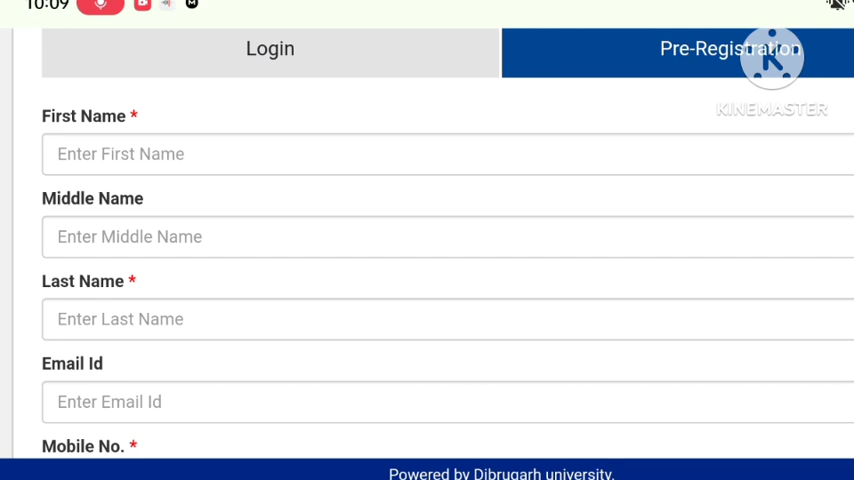 10:09
Login
Pre-Registration
KINEMASTER
First Name *
Enter First Name
Middle Name
Enter Middle Name
Last Name *
Enter Last Name
Email Id
Enter Email Id
Mobile No. *
Powered by Dibrugarh university.